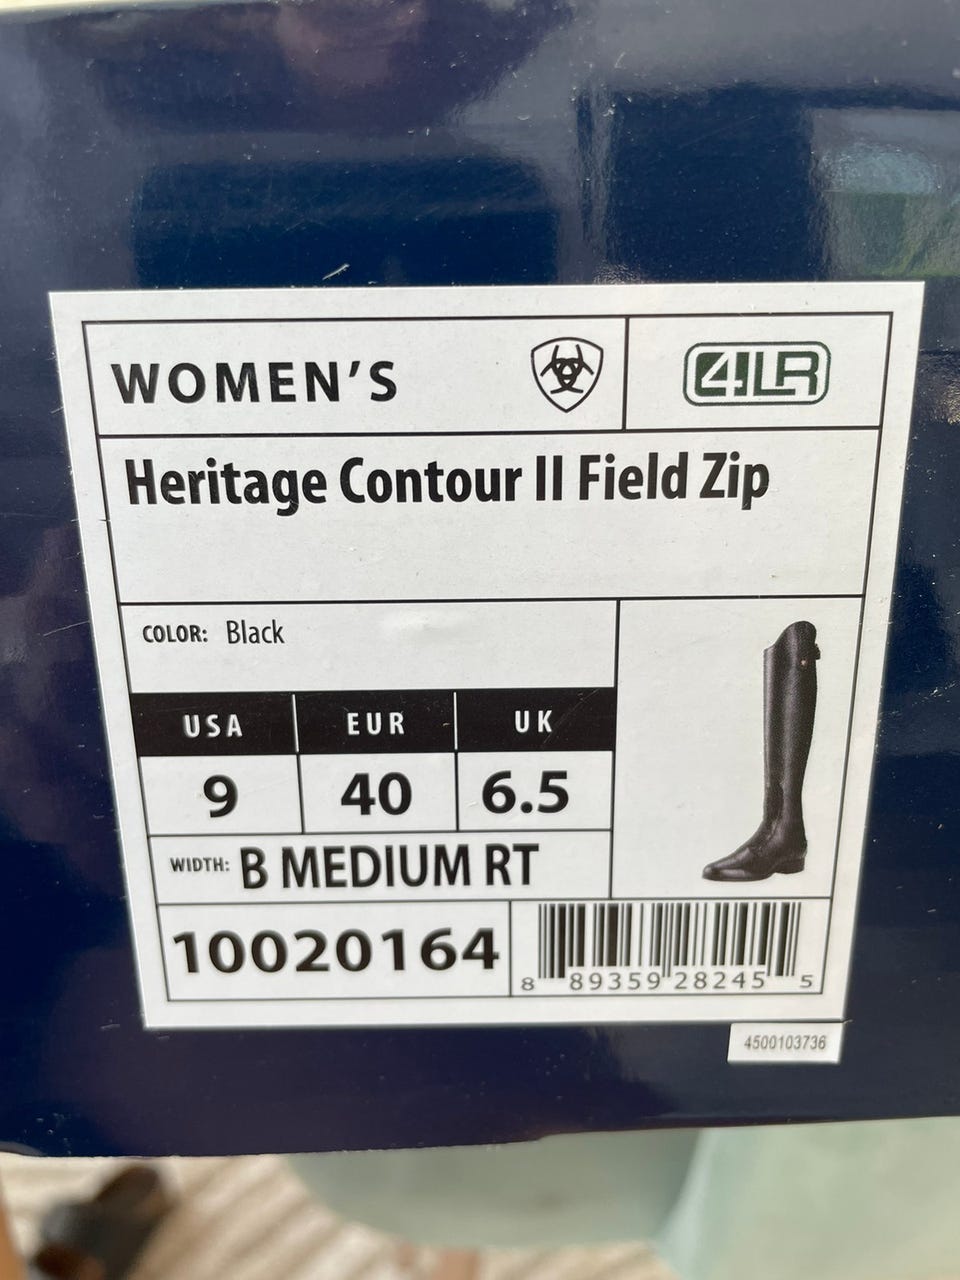 WOMEN'S
4LR
Heritage Contour II Field Zip
COLOR: Black
USA EUR UK
9 40 6.5
WIDTH: B MEDIUM RT
10020164
8 89359 28245 5
4500103736